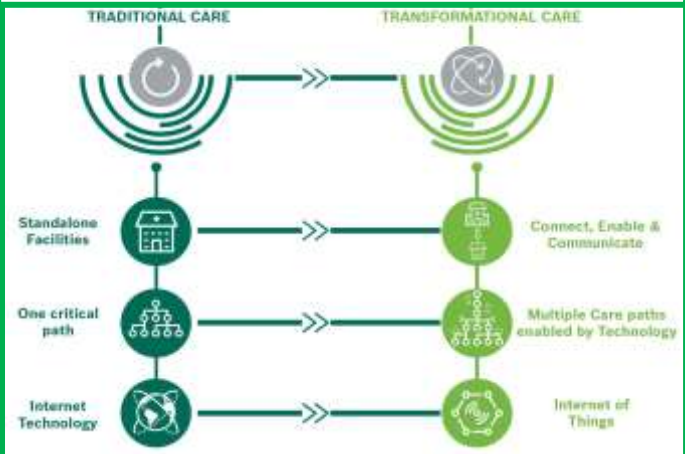 TRADITIONAL CARE
TRANSFORMATIONAL CARE
Standalone
Facilities
Connect, Enable &
Communicate
One critical
path
Multiple Care paths
enabled by Technology
Internet
Technology
Internet of
Things